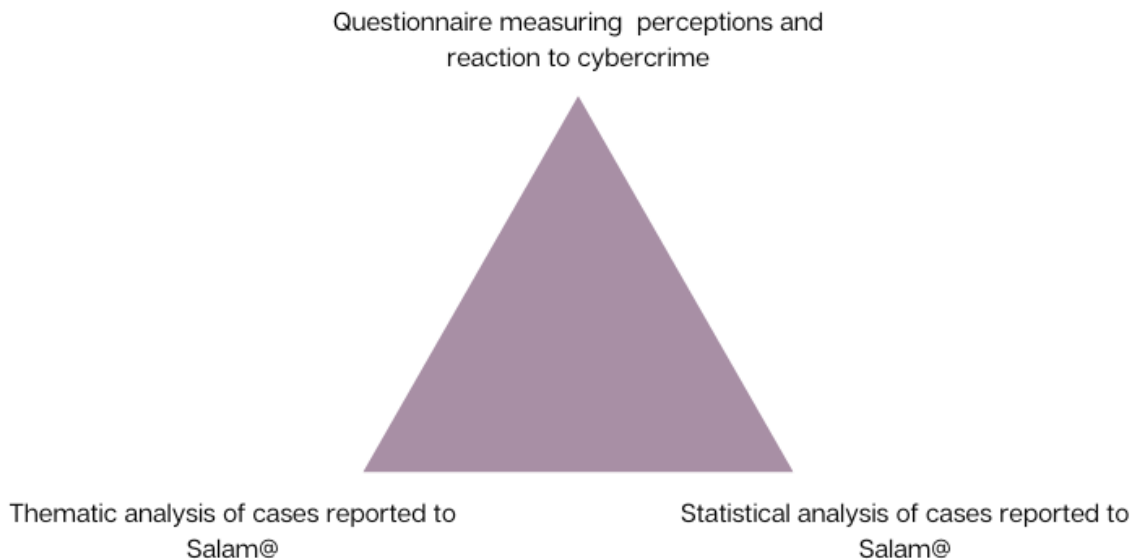 Questionnaire measuring perceptions and
reaction to cybercrime
Thematic analysis of cases reported to
Salam@
Statistical analysis of cases reported to
Salam@